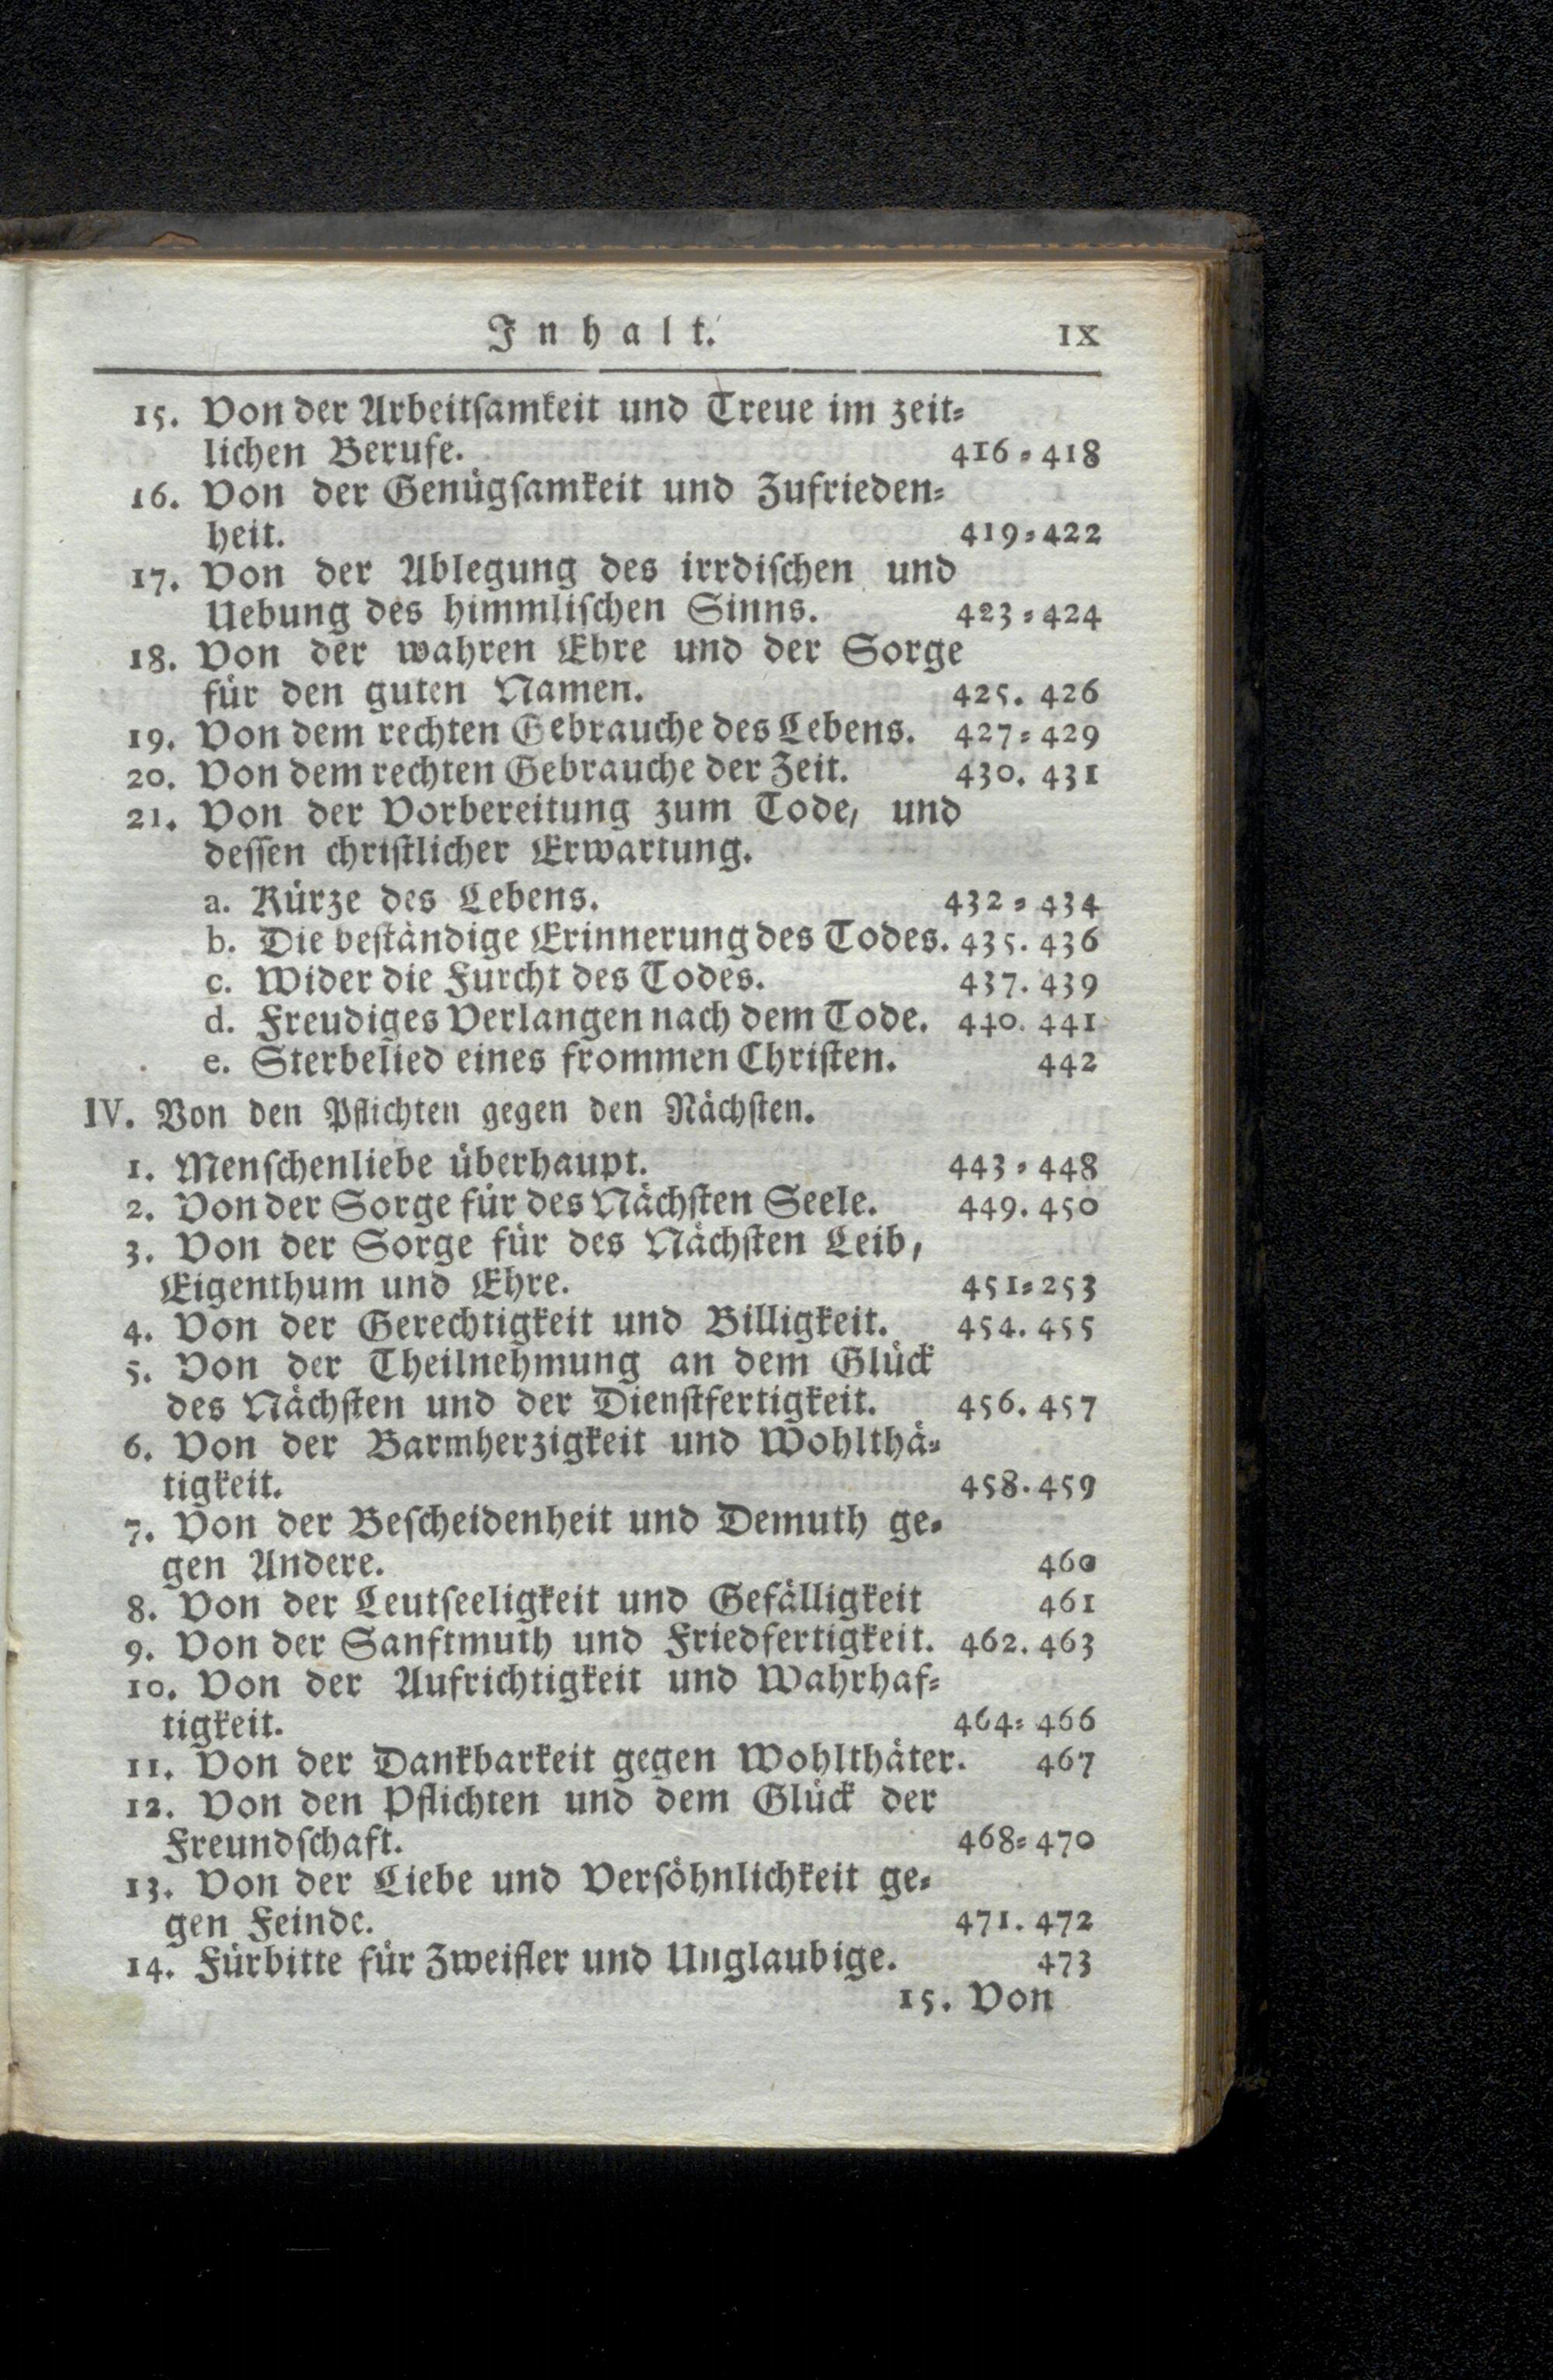 Inhalt. IX
15. Von der Arbeitſamkeit und Treue im zeit⸗
lichen Berufe. 416⸗418
16. Von der Genügſamkeit und Zufrieden⸗
heit. 419⸗422
17. Von der Ablegung des irrdiſchen und
Uebung des himmliſchen Sinns. 423⸗424
18. Von der wahren Ehre und der Sorge
für den guten Namen. 425. 426
19. Von dem rechten Gebrauche des Lebens. 427⸗429
20. Von dem rechten Gebrauche der Zeit. 430. 431
21. Von der Vorbereitung zum Tode, und
deſſen chriſtlicher Erwartung.
a. Kürze des Lebens. 432⸗434
b. Die beſtändige Erinnerung des Todes. 435. 436
c. Wider die Furcht des Todes. 437. 439
d. Freudiges Verlangen nach dem Tode. 440. 441
e. Sterbelied eines frommen Chriſten. 442
IV. Von den Pflichten gegen den Nächſten.
1. Menſchenliebe überhaupt. 443⸗448
2. Von der Sorge für des Nächſten Seele. 449. 450
3. Von der Sorge für des Nächſten Leib,
Eigenthum und Ehre. 451⸗253
4. Von der Gerechtigkeit und Billigkeit. 454. 455
5. Von der Theilnehmung an dem Glück
des Nächſten und der Dienſtfertigkeit. 456. 457
6. Von der Barmherzigkeit und Wohlthä⸗
tigkeit. 458. 459
7. Von der Beſcheidenheit und Demuth ge⸗
gen Andere. 460
8. Von der Leutſeeligkeit und Gefälligkeit 461
9. Von der Sanftmuth und Friedfertigkeit. 462. 463
10. Von der Aufrichtigkeit und Wahrhaf⸗
tigkeit. 464⸗466
11. Von der Dankbarkeit gegen Wohlthäter. 467
12. Von den Pflichten und dem Glück der
Freundſchaft. 468⸗470
13. Von der Liebe und Verſöhnlichkeit ge⸗
gen Feinde. 471. 472
14. Fürbitte für Zweifler und Unglaubige. 473
15. Von